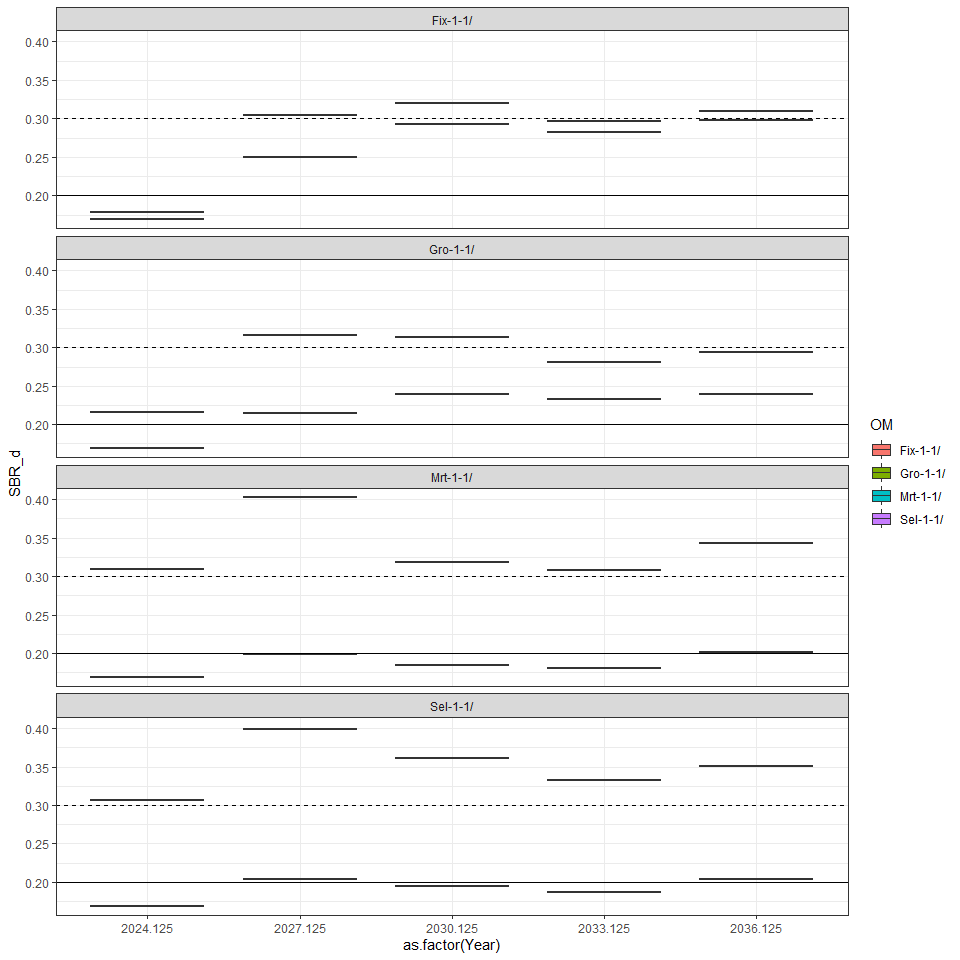 Fix-1-1/
0.40
0.35
0.30
0.25
0.20
Gro-1-1/
0.40
0.35
0.30
0.25
0.20
Mrt-1-1/
0.40
0.35
0.30
0.25
0.20
Sel-1-1/
0.40
0.35
0.30
0.25
0.20
2024.125 2027.125 2030.125 2033.125 2036.125
as.factor(Year)
SBR_d
OM
Fix-1-1/
Gro-1-1/
Mrt-1-1/
Sel-1-1/